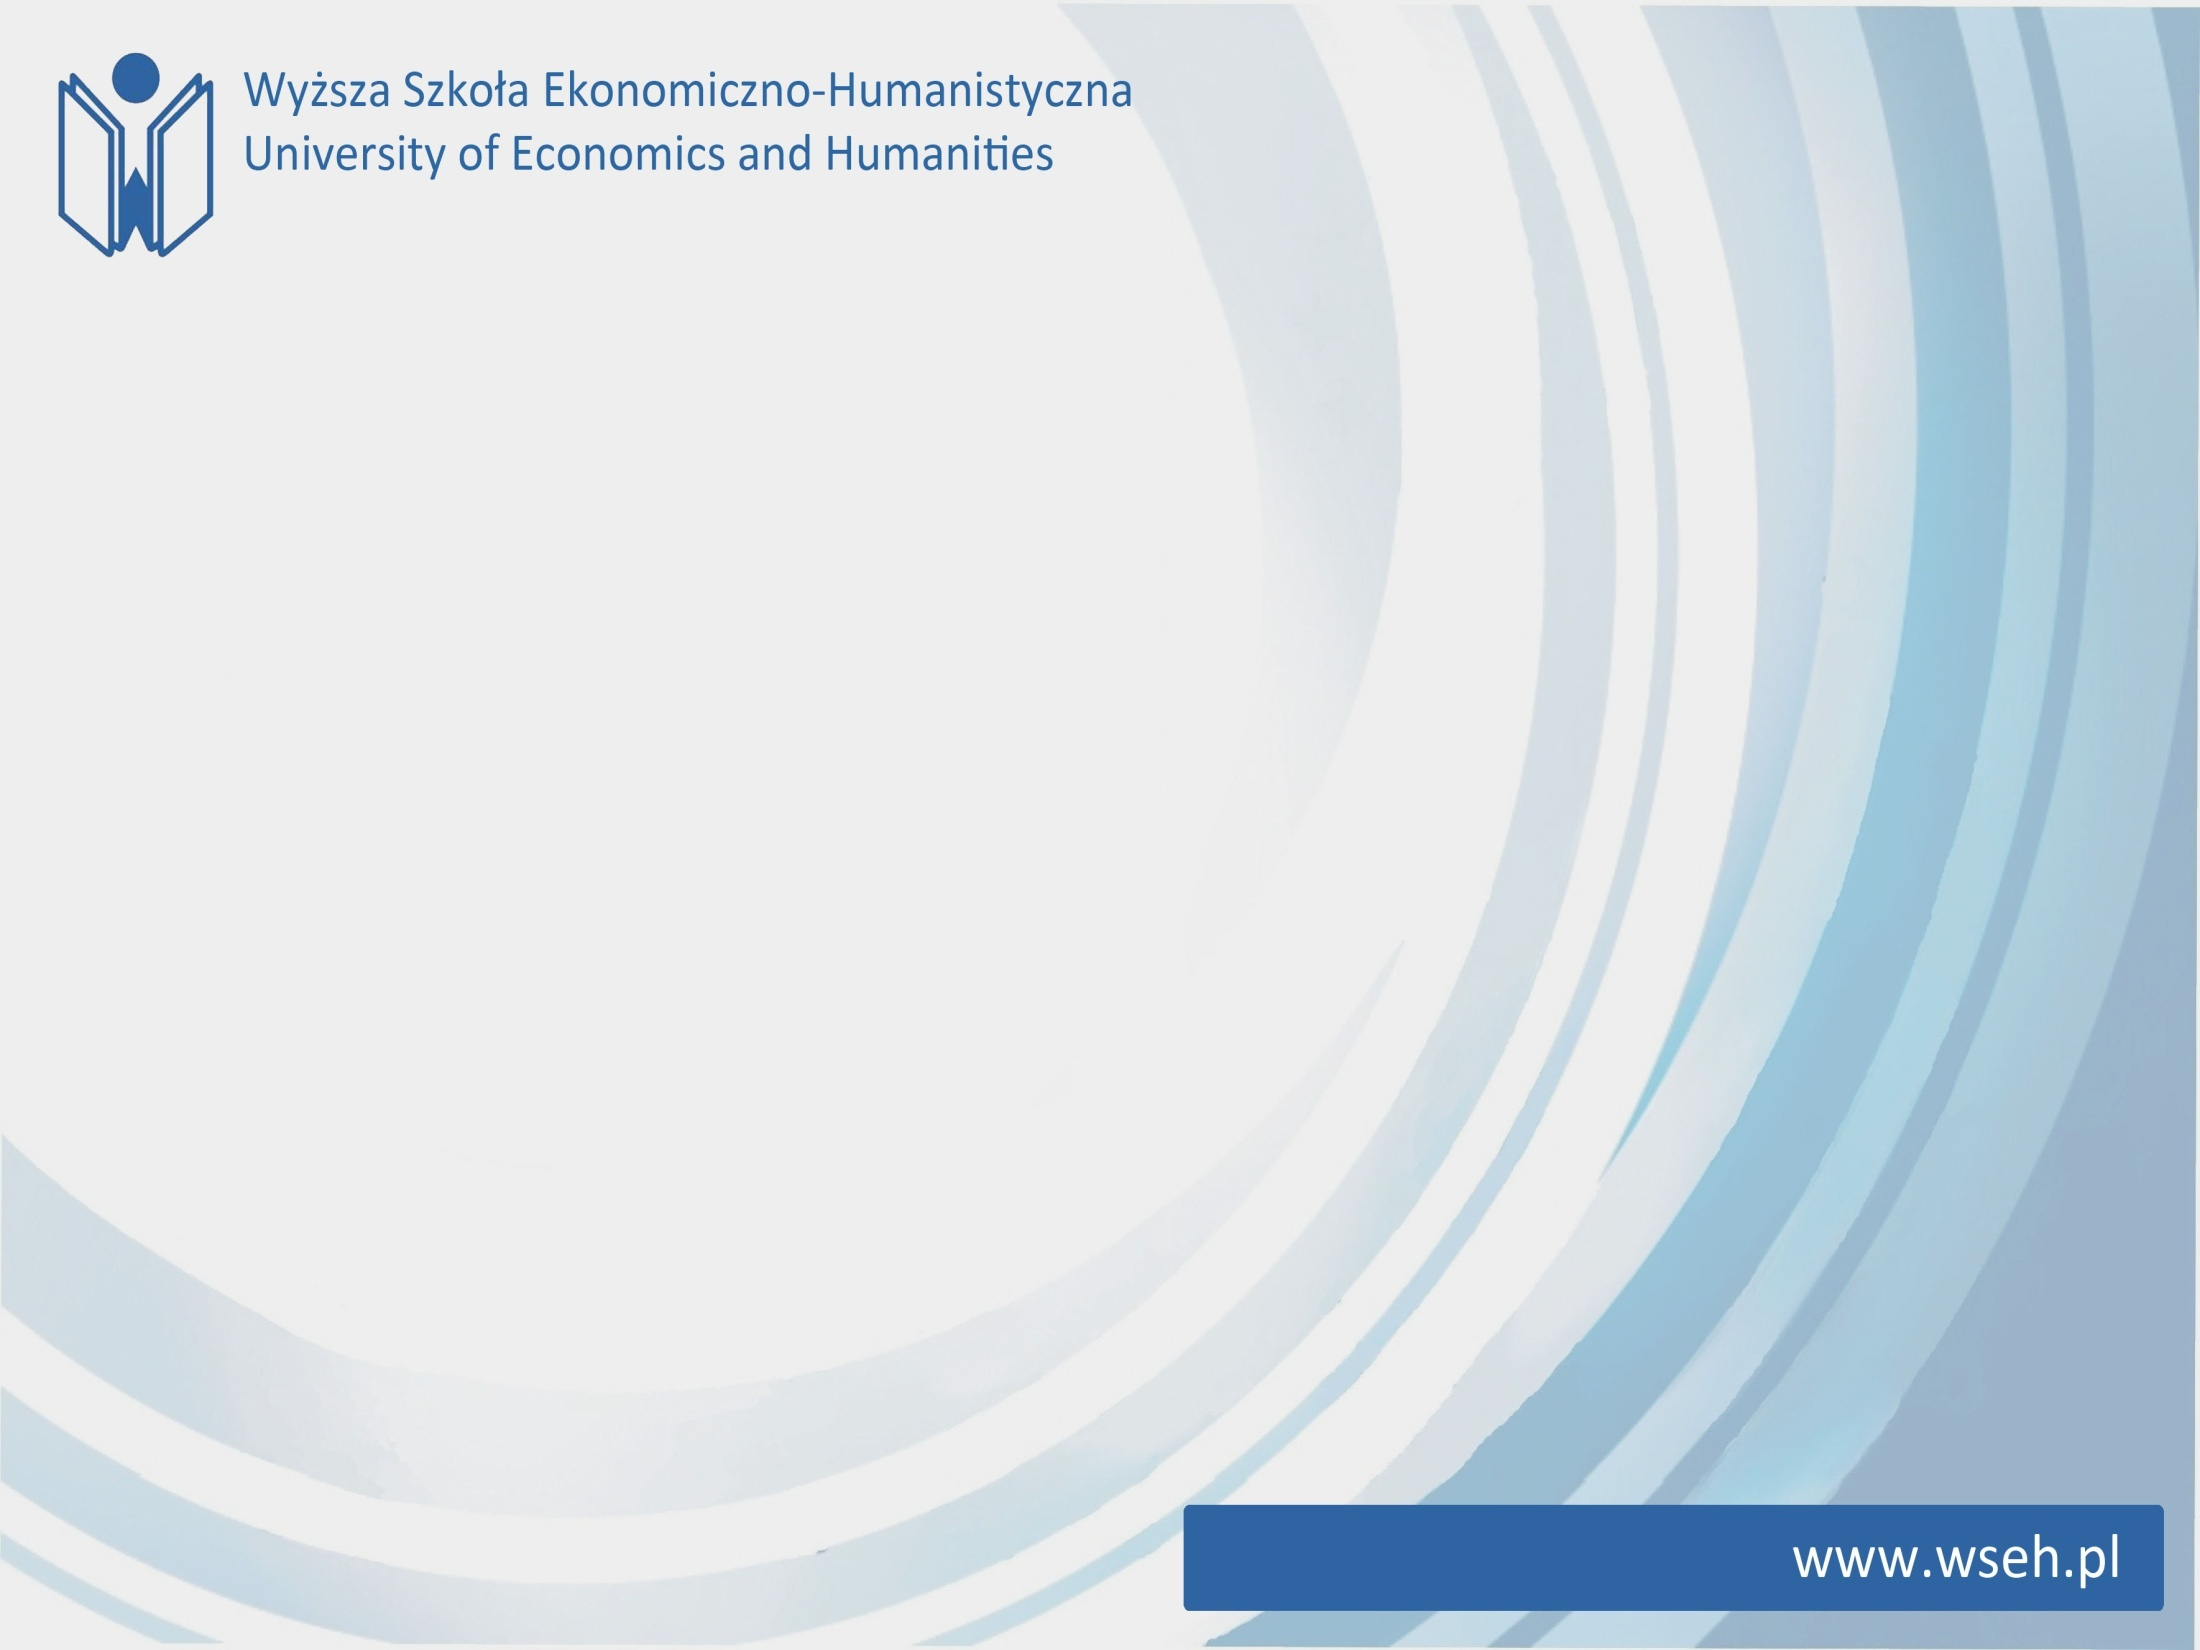 Wyższa Szkoła Ekonomiczno-Humanistyczna
University of Economics and Humanities
www.wseh.pl